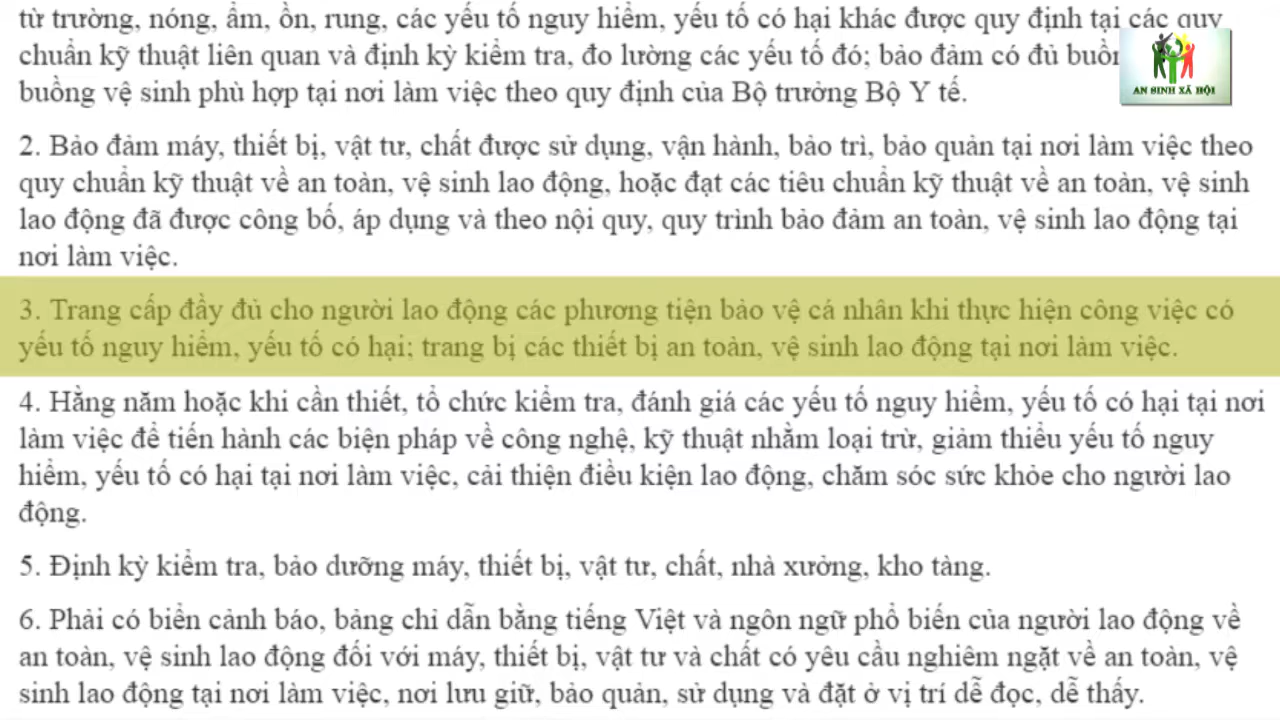 từ trường, nóng, ẩm, ồn, rung, các yếu tố nguy hiểm, yếu tố có hại khác được quy định tại các quy
chuẩn kỹ thuật liên quan và định kỳ kiểm tra, đo lường các yếu tố đó; bảo đảm có đủ
buồng vệ sinh phù hợp tại nơi làm việc theo quy định của Bộ trưởng Bộ Y tế.
AN SINH XÃ HỘI
2. Bảo đảm máy, thiết bị, vật tư, chất được sử dụng, vận hành, bảo trì, bảo quản tại nơi làm việc theo
quy chuẩn kỹ thuật về an toàn, vệ sinh lao động, hoặc đạt các tiêu chuẩn kỹ thuật về an toàn, vệ sinh
lao động đã được công bố, áp dụng và theo nội quy, quy trình bảo đảm an toàn, vệ sinh lao động tại
nơi làm việc.
3. Trang cấp đầy đủ cho người lao động các phương tiện bảo vệ cá nhân khi thực hiện công việc có
yếu tố nguy hiểm, yếu tố có hại; trang bị các thiết bị an toàn, vệ sinh lao động tại nơi làm việc.
4. Hằng năm hoặc khi cần thiết, tổ chức kiểm tra, đánh giá các yếu tố nguy hiểm, yếu tố có hại tại nơi
làm việc để tiến hành các biện pháp về công nghệ, kỹ thuật nhằm loại trừ, giảm thiểu yếu tố nguy
hiểm, yếu tố có hại tại nơi làm việc, cải thiện điều kiện lao động, chăm sóc sức khỏe cho người lao
động.
5. Định kỳ kiểm tra, bảo dưỡng máy, thiết bị, vật tư, chất, nhà xưởng, kho tàng.
6. Phải có biển cảnh báo, bảng chỉ dẫn bằng tiếng Việt và ngôn ngữ phổ biến của người lao động về
an toàn, vệ sinh lao động đối với máy, thiết bị, vật tư và chất có yêu cầu nghiêm ngặt về an toàn, vệ
sinh lao động tại nơi làm việc, nơi lưu giữ, bảo quản, sử dụng và đặt ở vị trí dễ đọc, dễ thấy.